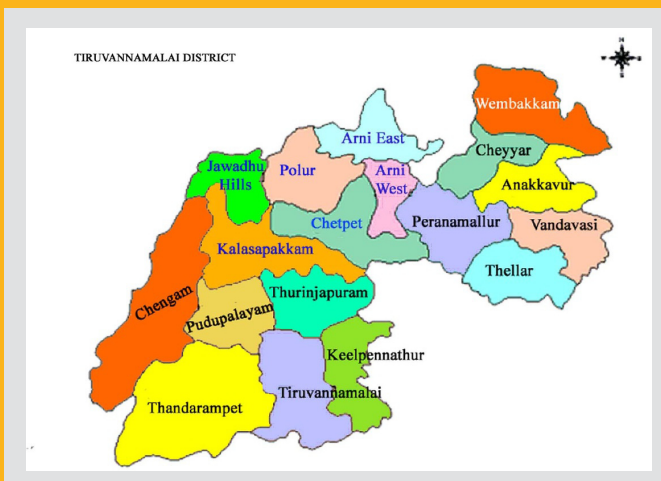 TIRUVANNAMALAI DISTRICT
N
Wembakkam
Arni East
Cheyyar
Jawadhu
Hills
Polur
Arni
West
Anakkavur
Chetpet
Peranamallur
Vandavasi
Kalasapakkam
Thellar
Chengam
Thurinjapuram
Pudupalayam
Keelpennathur
Tiruvannamalai
Thandarampet